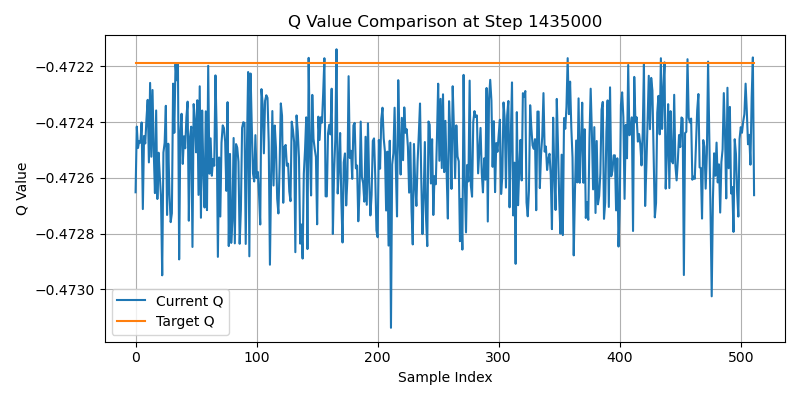 Q Value Comparison at Step 1435000
Q Value
−0.4722
−0.4724
−0.4726
−0.4728
−0.4730
Current Q
Target Q
0 100 200 300 400 500
Sample Index